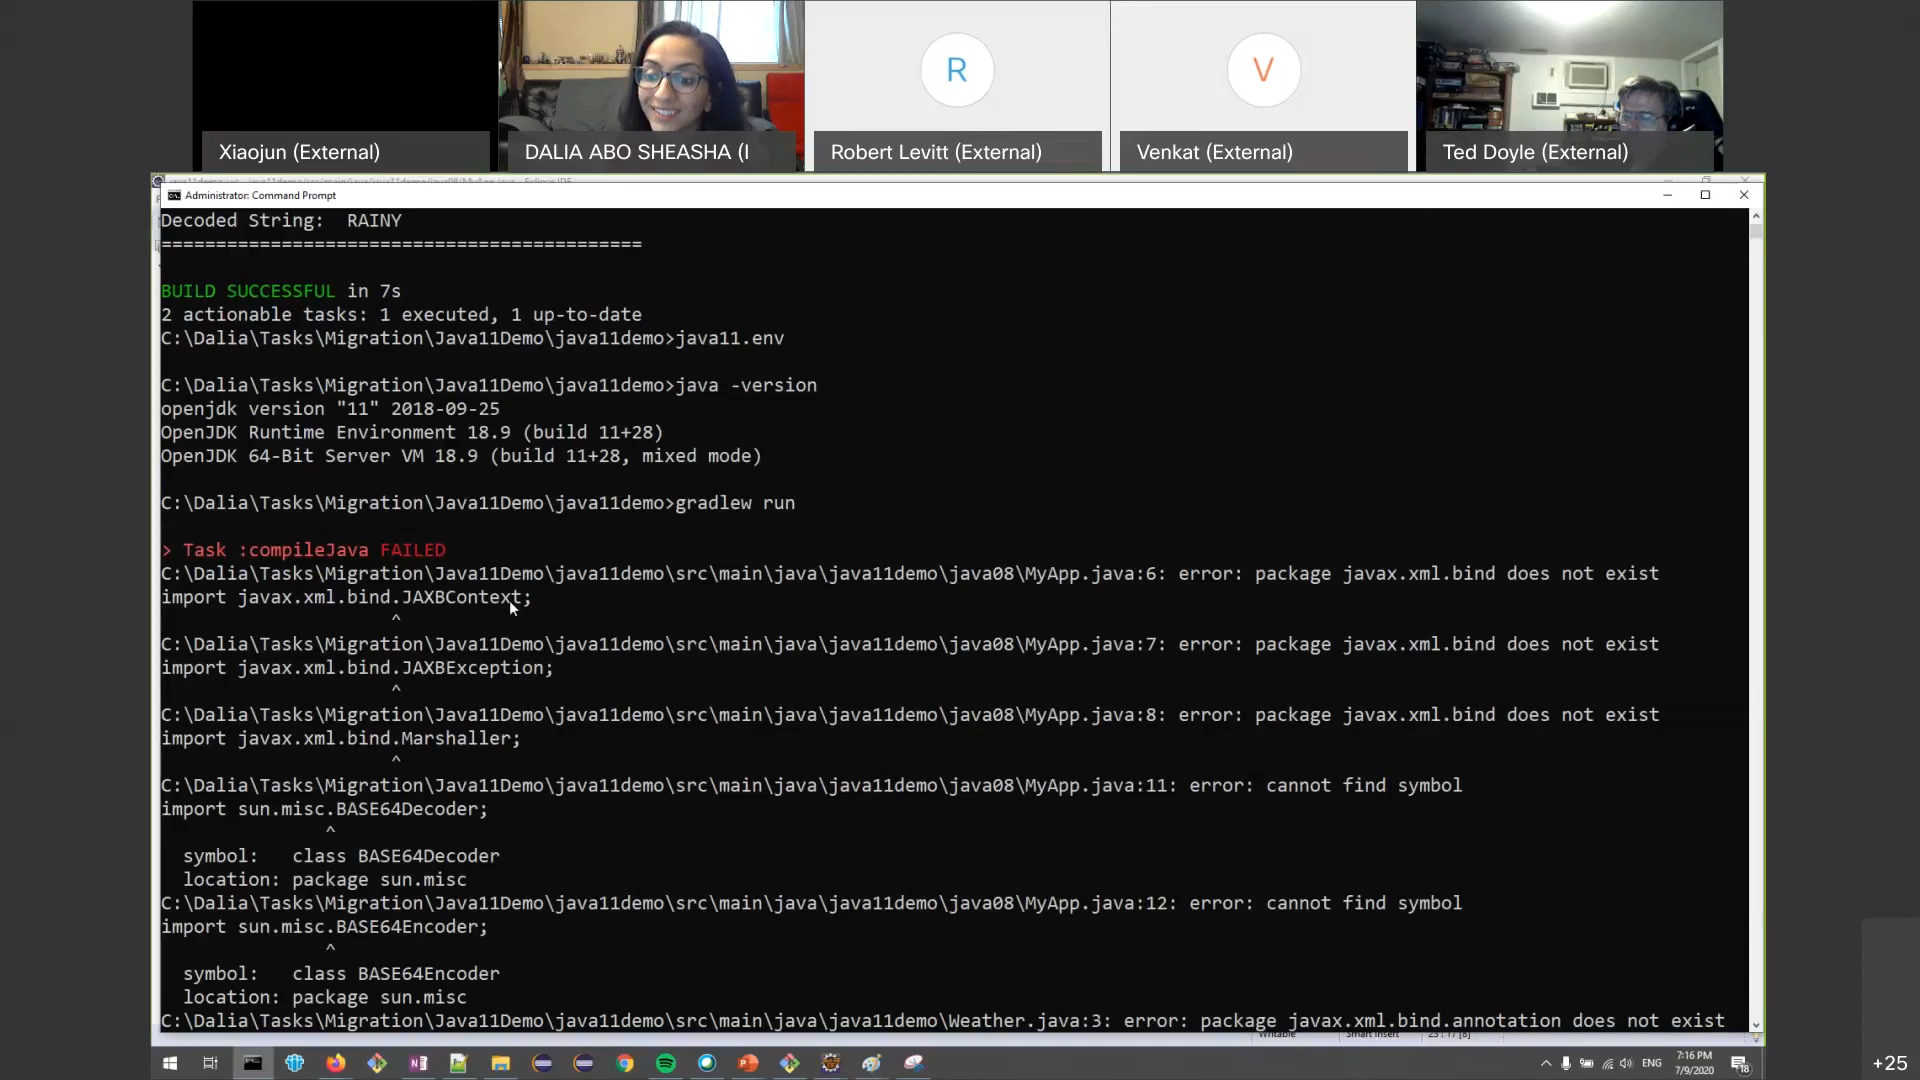 R
V
Xiaojun (External)
DALIA ABO SHEASHA (I
Robert Levitt (External)
Venkat (External)
Ted Doyle (External)
Administrator: Command Prompt
Decoded String:  RAINY
============================================
BUILD SUCCESSFUL in 7s
2 actionable tasks: 1 executed, 1 up-to-date
C:\Dalia\Tasks\Migration\Java11Demo\java11demo>java11.env
C:\Dalia\Tasks\Migration\Java11Demo\java11demo>java -version
openjdk version "11" 2018-09-25
OpenJDK Runtime Environment 18.9 (build 11+28)
OpenJDK 64-Bit Server VM 18.9 (build 11+28, mixed mode)
C:\Dalia\Tasks\Migration\Java11Demo\java11demo>gradlew run
> Task :compileJava FAILED
C:\Dalia\Tasks\Migration\Java11Demo\java11demo\src\main\java\java11demo\java08\MyApp.java:6: error: package javax.xml.bind does not exist
import javax.xml.bind.JAXBContext;
^
C:\Dalia\Tasks\Migration\Java11Demo\java11demo\src\main\java\java11demo\java08\MyApp.java:7: error: package javax.xml.bind does not exist
import javax.xml.bind.JAXBException;
^
C:\Dalia\Tasks\Migration\Java11Demo\java11demo\src\main\java\java11demo\java08\MyApp.java:8: error: package javax.xml.bind does not exist
import javax.xml.bind.Marshaller;
^
C:\Dalia\Tasks\Migration\Java11Demo\java11demo\src\main\java\java11demo\java08\MyApp.java:11: error: cannot find symbol
import sun.misc.BASE64Decoder;
^
symbol:   class BASE64Decoder
location: package sun.misc
C:\Dalia\Tasks\Migration\Java11Demo\java11demo\src\main\java\java11demo\java08\MyApp.java:12: error: cannot find symbol
import sun.misc.BASE64Encoder;
^
symbol:   class BASE64Encoder
location: package sun.misc
C:\Dalia\Tasks\Migration\Java11Demo\java11demo\src\main\java\java11demo\Weather.java:3: error: package javax.xml.bind.annotation does not exist
ENG
7:16 PM
7/9/2020
18
+25